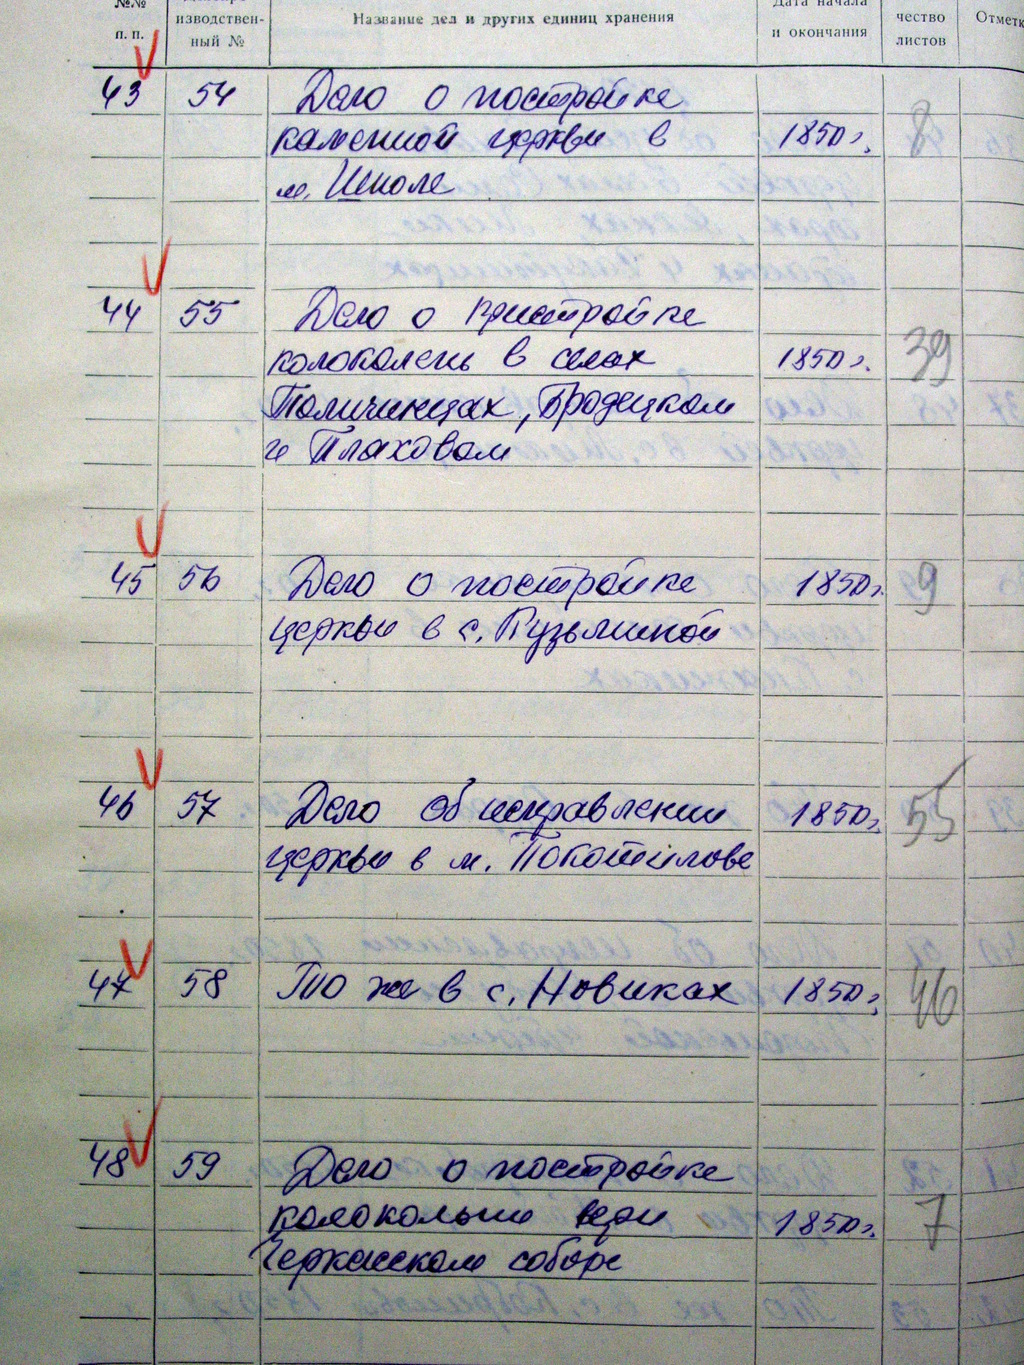 №№ Дата начала
изводствен- Название дел и других единиц хранения чество Отметк
п. п. ный № и окончания листов
43 54 Дело о постройке
каменной церкви в 1850 г. 8
м. Шполе
44 55 Дело о пристройке
колоколень в селах 1850 г. 39
Поличинцах, Бродецком
и Плаховом
45 56 Дело о постройке 1850 г. 9
церкви в с. Кузьминой
46 57 Дело об исправлении 1850 г. 55
церкви в м. Покотилове
47 58 То же в с. Новиках 1850 г. 46
48 59 Дело о постройке
колокольни при 1850 г. 7
Черкасском соборе